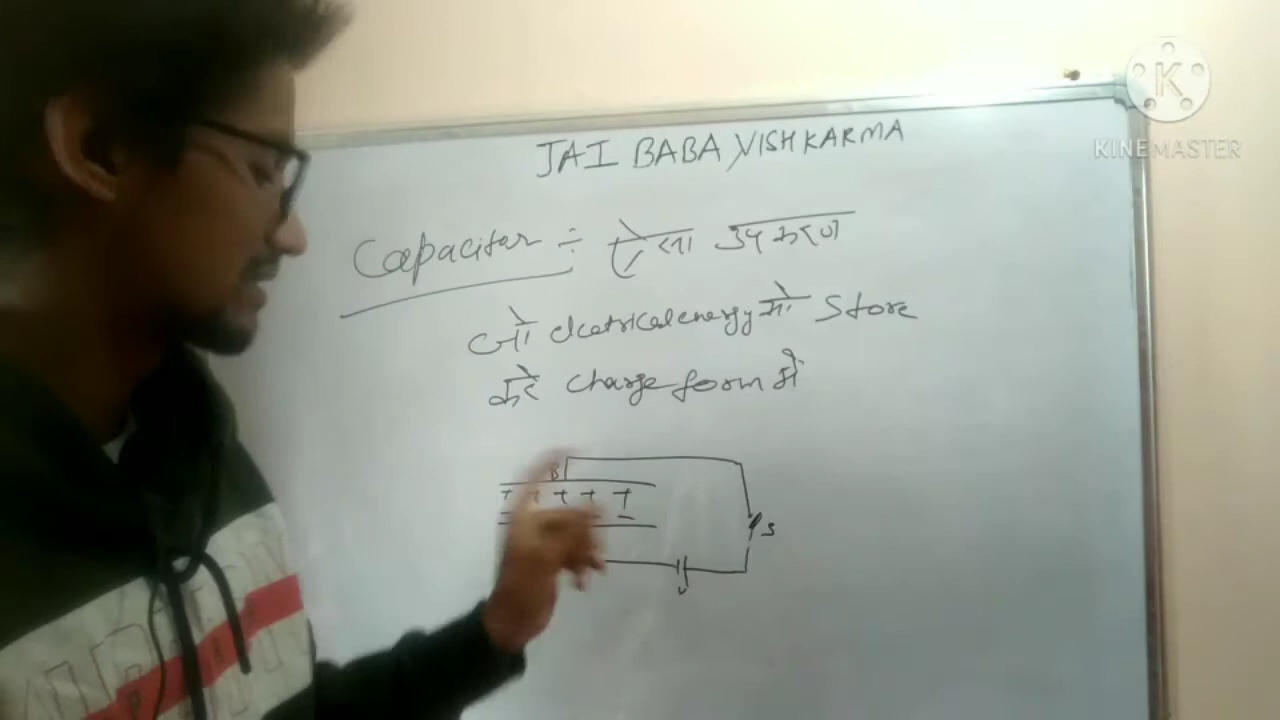 JAI BABA VISHKARMA
Capacitor ÷ ऐसा उपकरण
जो electrical energy को Store
करे charge form में
B
+ + + + +
S
K
KINEMASTER